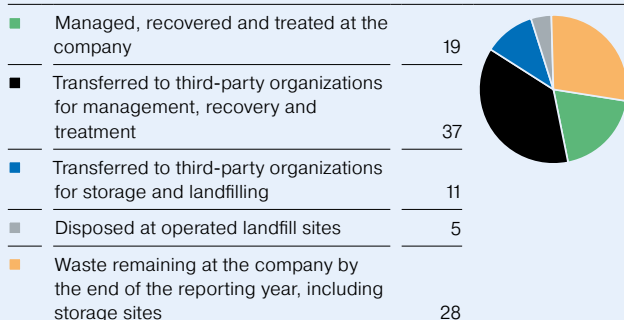 Managed, recovered and treated at the
company 19
Transferred to third-party organizations
for management, recovery and
treatment 37
Transferred to third-party organizations
for storage and landfilling 11
Disposed at operated landfill sites 5
Waste remaining at the company by
the end of the reporting year, including
storage sites 28